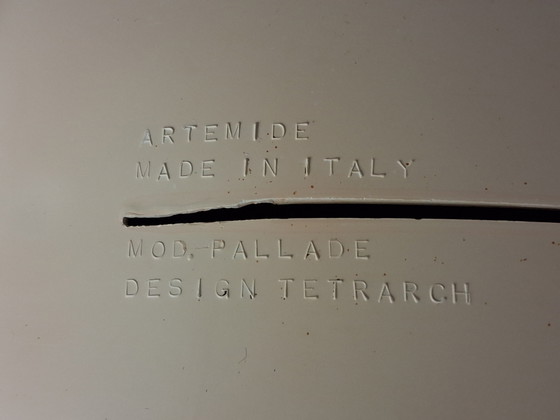 ARTEMIDE
MADE IN ITALY
MOD. PALLADE
DESIGN TETRARCH